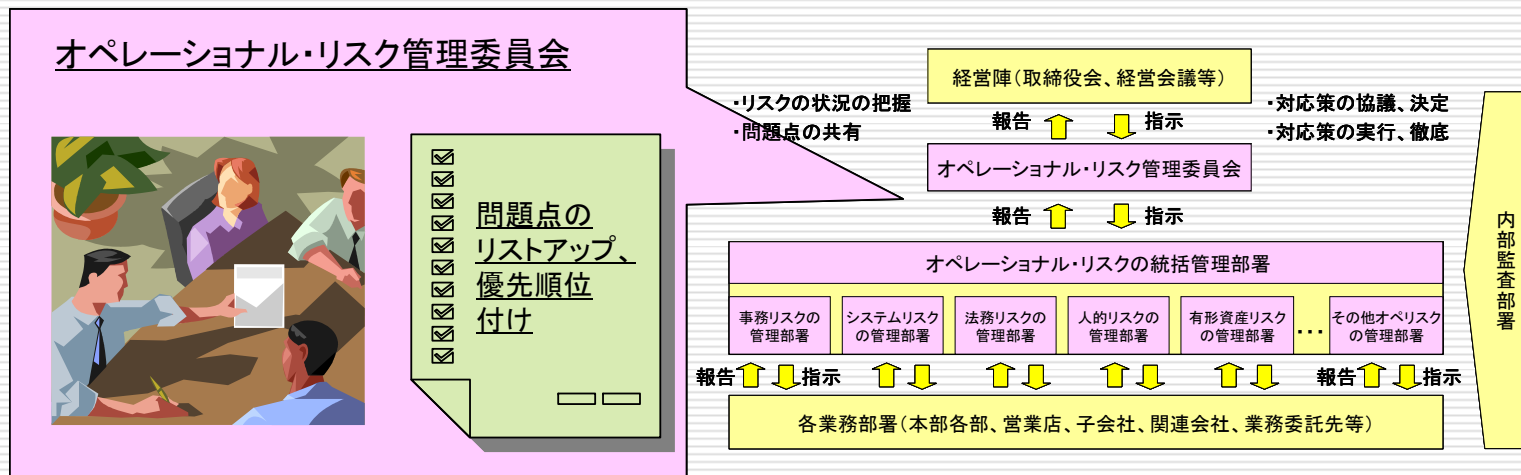 オペレーショナル・リスク管理委員会
問題点の
リストアップ、
優先順位
付け
・リスクの状況の把握
・問題点の共有
経営陣（取締役会、経営会議等）
・対応策の協議、決定
・対応策の実行、徹底
報告
指示
オペレーショナル・リスク管理委員会
報告
指示
オペレーショナル・リスクの統括管理部署
事務リスクの
管理部署
システムリスク
の管理部署
法務リスクの
管理部署
人的リスクの
管理部署
有形資産リスク
の管理部署
…
その他オペリスク
の管理部署
報告
指示
報告
指示
各業務部署（本部各部、営業店、子会社、関連会社、業務委託先等）
内部監査部署